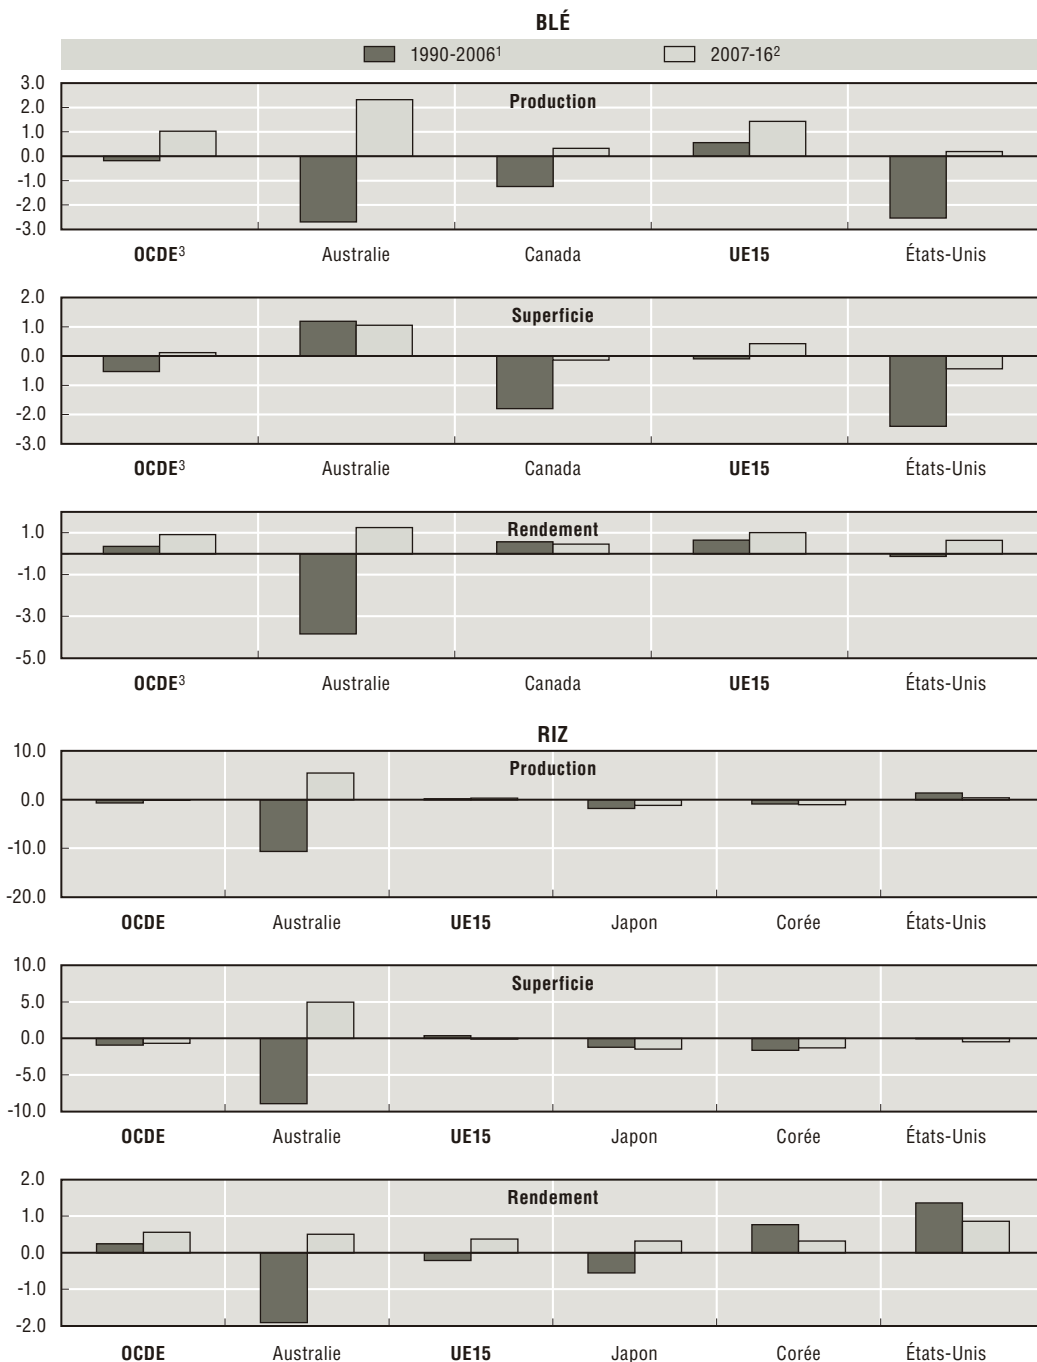 BLÉ
1990-2006¹ 2007-16²
Production
3.0
2.0
1.0
0.0
-1.0
-2.0
-3.0
OCDE³ Australie Canada UE15 États-Unis
Superficie
2.0
1.0
0.0
1.0
-2.0
-3.0
OCDE³ Australie Canada UE15 États-Unis
Rendement
1.0
-1.0
-3.0
-5.0
OCDE³ Australie Canada UE15 États-Unis
RIZ
Production
10.0
0.0
-10.0
-20.0
OCDE Australie UE15 Japon Corée États-Unis
Superficie
10.0
5.0
0.0
-5.0
-10.0
OCDE Australie UE15 Japon Corée États-Unis
Rendement
2.0
1.0
0.0
-1.0
-2.0
OCDE Australie UE15 Japon Corée États-Unis